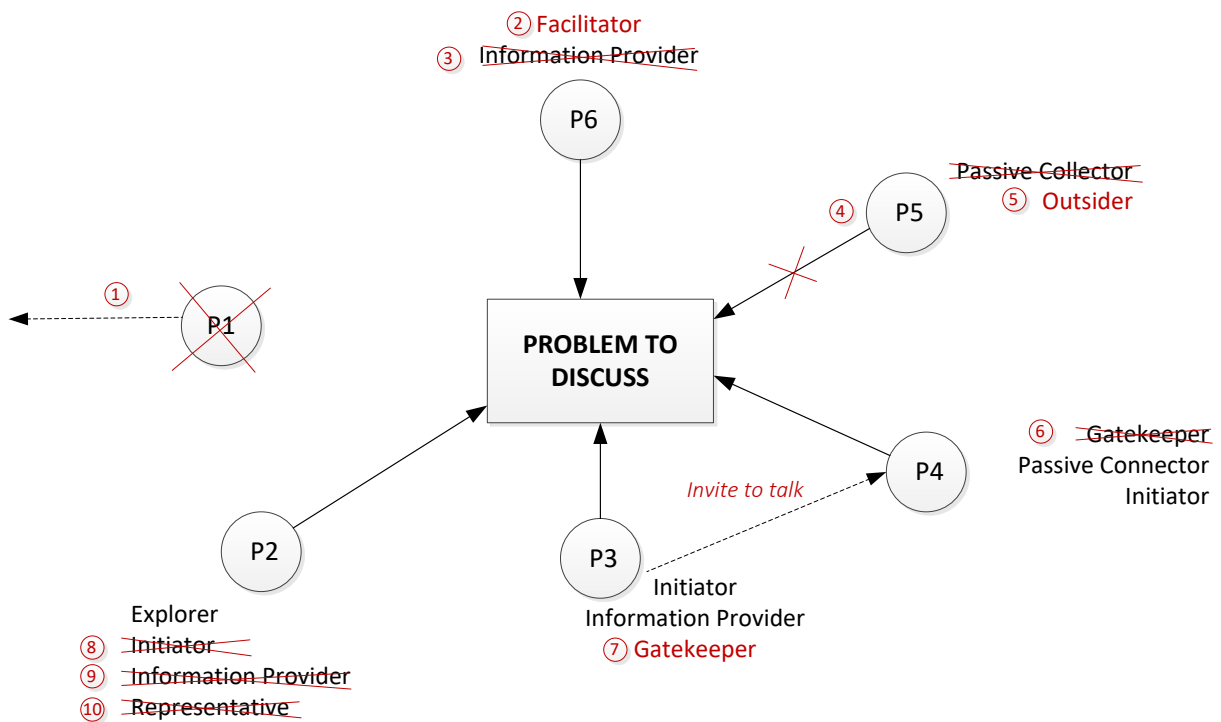 ② Facilitator
③ Information Provider
P6
Passive Collector
④
P5
⑤ Outsider
①
P1
PROBLEM TO
DISCUSS
⑥ Gatekeeper
Passive Connector
Initiator
P4
Invite to talk
P2
P3
Initiator
Information Provider
⑦ Gatekeeper
Explorer
⑧ Initiator
⑨ Information Provider
⑩ Representative